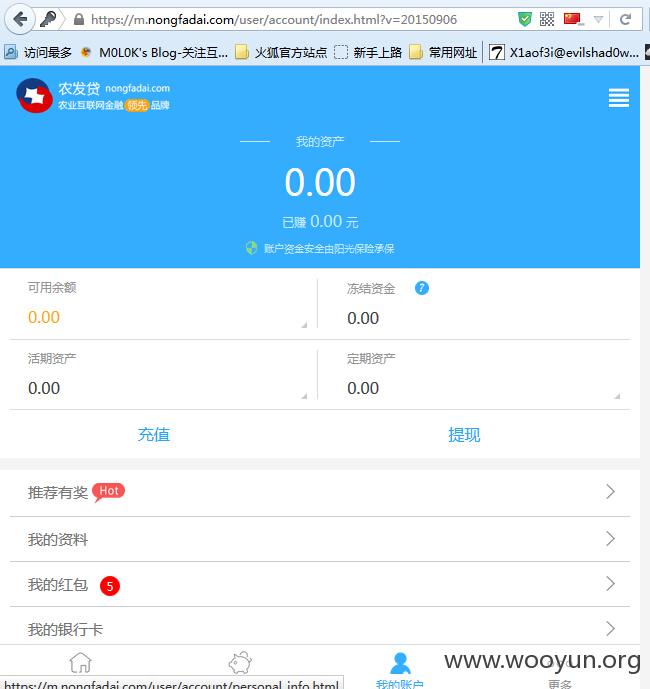 https://m.nongfadai.com/user/account/index.html?v=20150906
访问最多 M0L0K's Blog-关注互... 火狐官方站点 新手上路 常用网址 X1aof3i@evilshad0w...
农发贷 nongfadai.com
农业互联网金融 领先 品牌
我的资产
0.00
已赚 0.00 元
账户资金安全由阳光保险承保
可用余额 冻结资金 ?
0.00 0.00
活期资产 定期资产
0.00 0.00
充值 提现
推荐有奖 Hot
我的资料
我的红包 5
我的银行卡
www.wooyun.org
https://m.nongfadai.com/user/account/personal_info.html 我的账户 更多